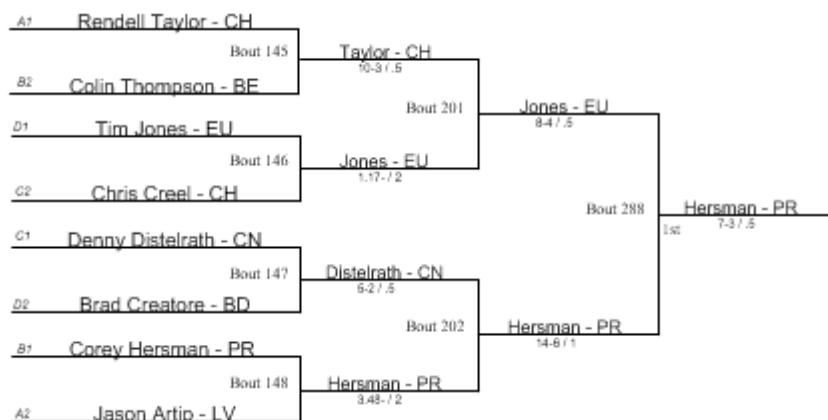 A1 Rendell Taylor - CH
Bout 145 Taylor - CH
10-3 / .5
B2 Colin Thompson - BE
Bout 201 Jones - EU
8-4 / .5
D1 Tim Jones - EU
Bout 146 Jones - EU
1.17- / 2
C2 Chris Creel - CH
Bout 288 Hersman - PR
1st 7-3 / .5
C1 Denny Distelrath - CN
Bout 147 Distelrath - CN
6-2 / .5
D2 Brad Creatore - BD
Bout 202 Hersman - PR
14-6 / 1
B1 Corey Hersman - PR
Bout 148 Hersman - PR
3.48- / 2
A2 Jason Artip - LV